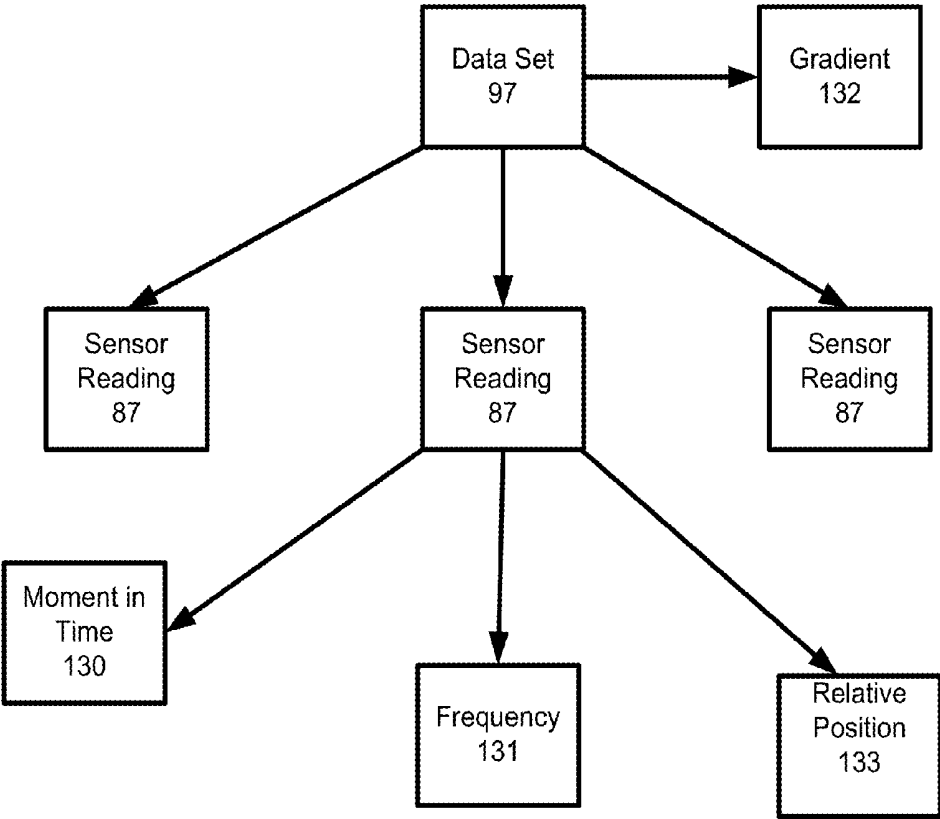 Data Set
97
Gradient
132
Sensor
Reading
87
Sensor
Reading
87
Sensor
Reading
87
Moment in
Time
130
Frequency
131
Relative
Position
133